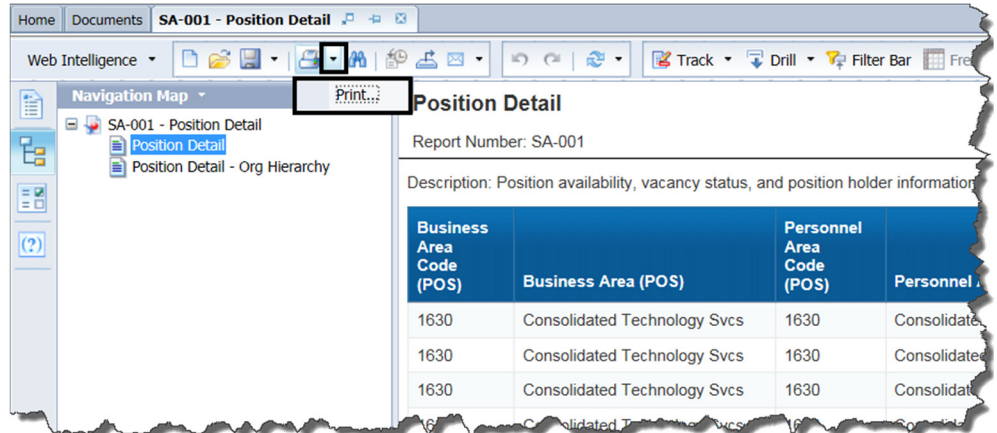 Home Documents SA-001 - Position Detail
Web Intelligence Track Drill Filter Bar
Navigation Map
Print...
SA-001 - Position Detail
Position Detail
Position Detail - Org Hierarchy
Position Detail
Report Number: SA-001
Description: Position availability, vacancy status, and position holder information
Business Area Code (POS) Business Area (POS) Personnel Area Code (POS) Personnel
1630 Consolidated Technology Svcs 1630
1630 Consolidated Technology Svcs 1630
1630 Consolidated Technology Svcs 1630